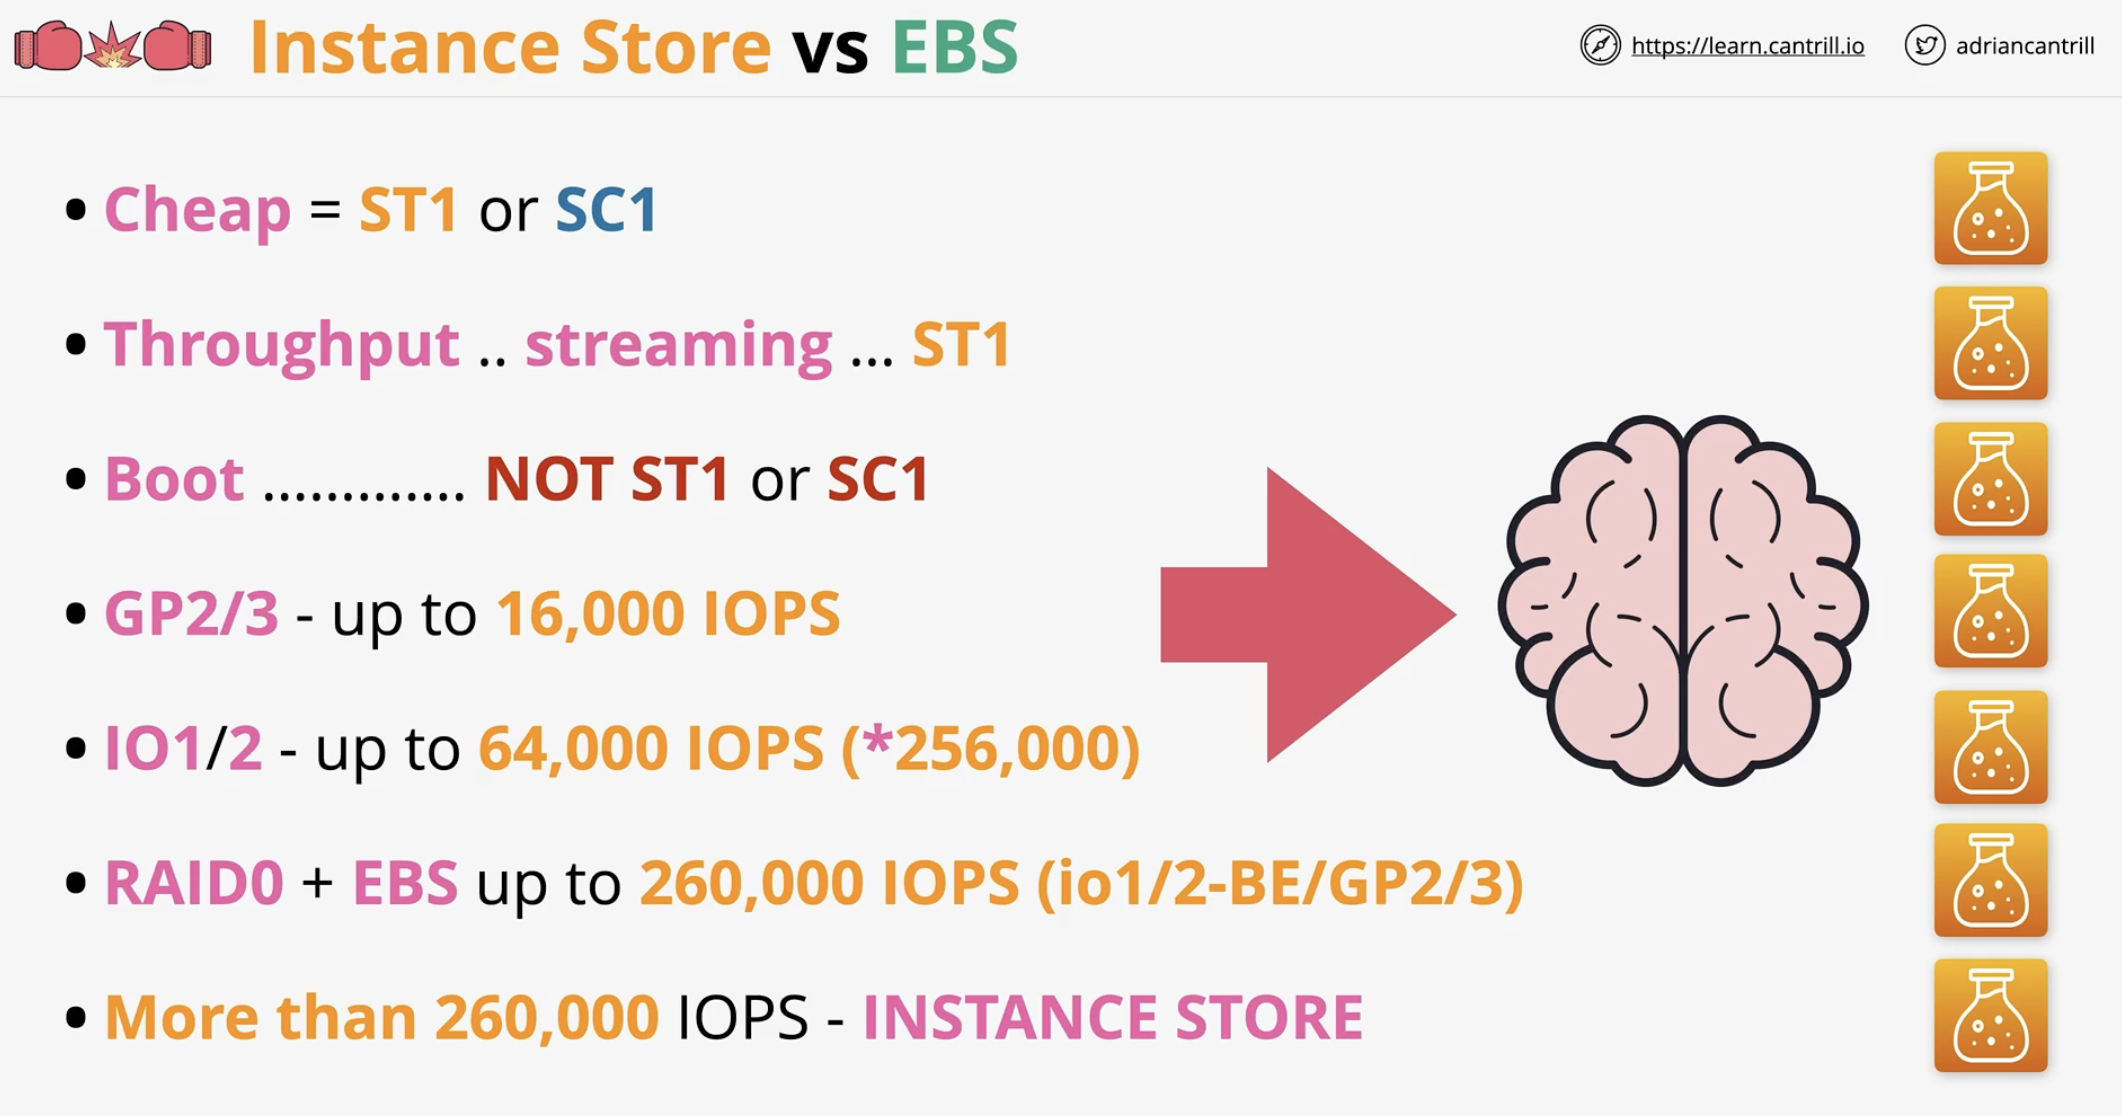 Instance Store vs EBS
https://learn.cantrill.io
adriancantrill
• Cheap = ST1 or SC1
• Throughput .. streaming ... ST1
• Boot ............. NOT ST1 or SC1
• GP2/3 - up to 16,000 IOPS
• IO1/2 - up to 64,000 IOPS (*256,000)
• RAID0 + EBS up to 260,000 IOPS (io1/2-BE/GP2/3)
• More than 260,000 IOPS - INSTANCE STORE